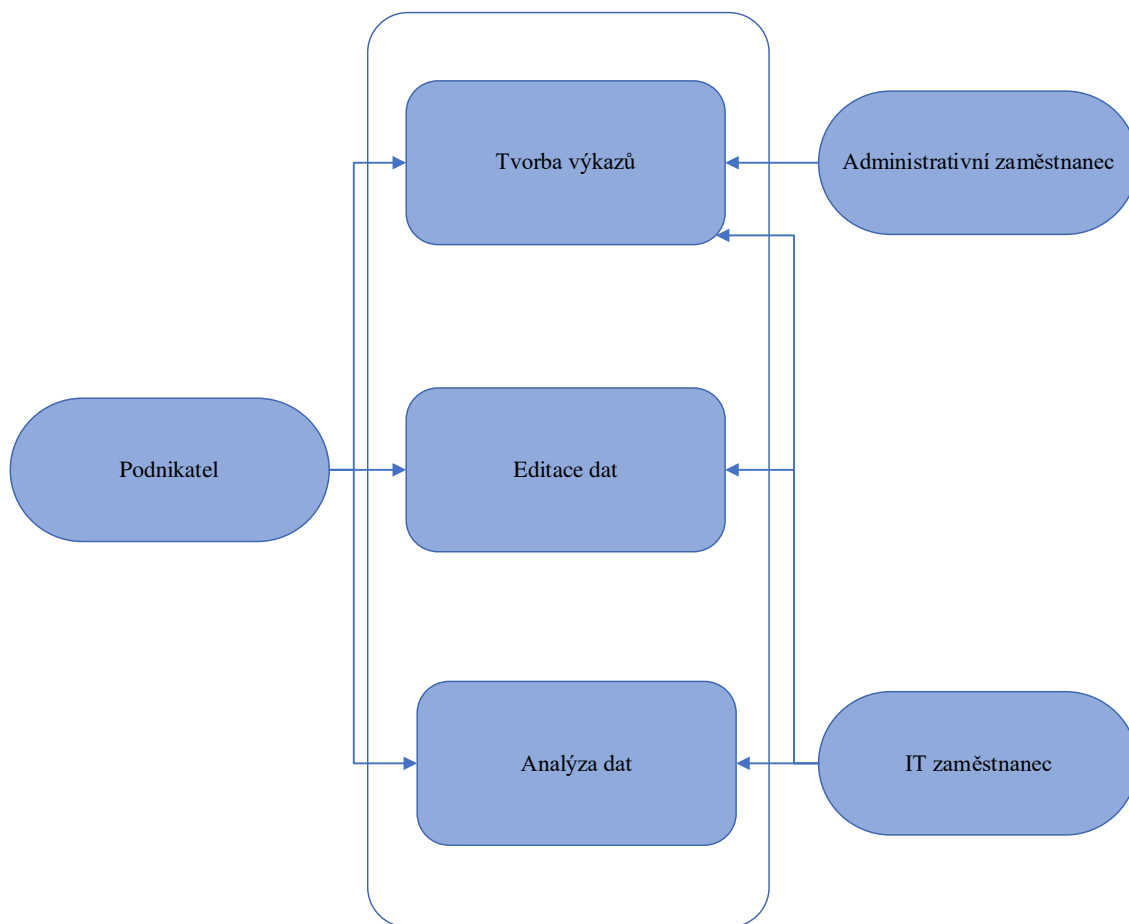 Tvorba výkazů
Administrativní zaměstnanec
Podnikatel
Editace dat
Analýza dat
IT zaměstnanec